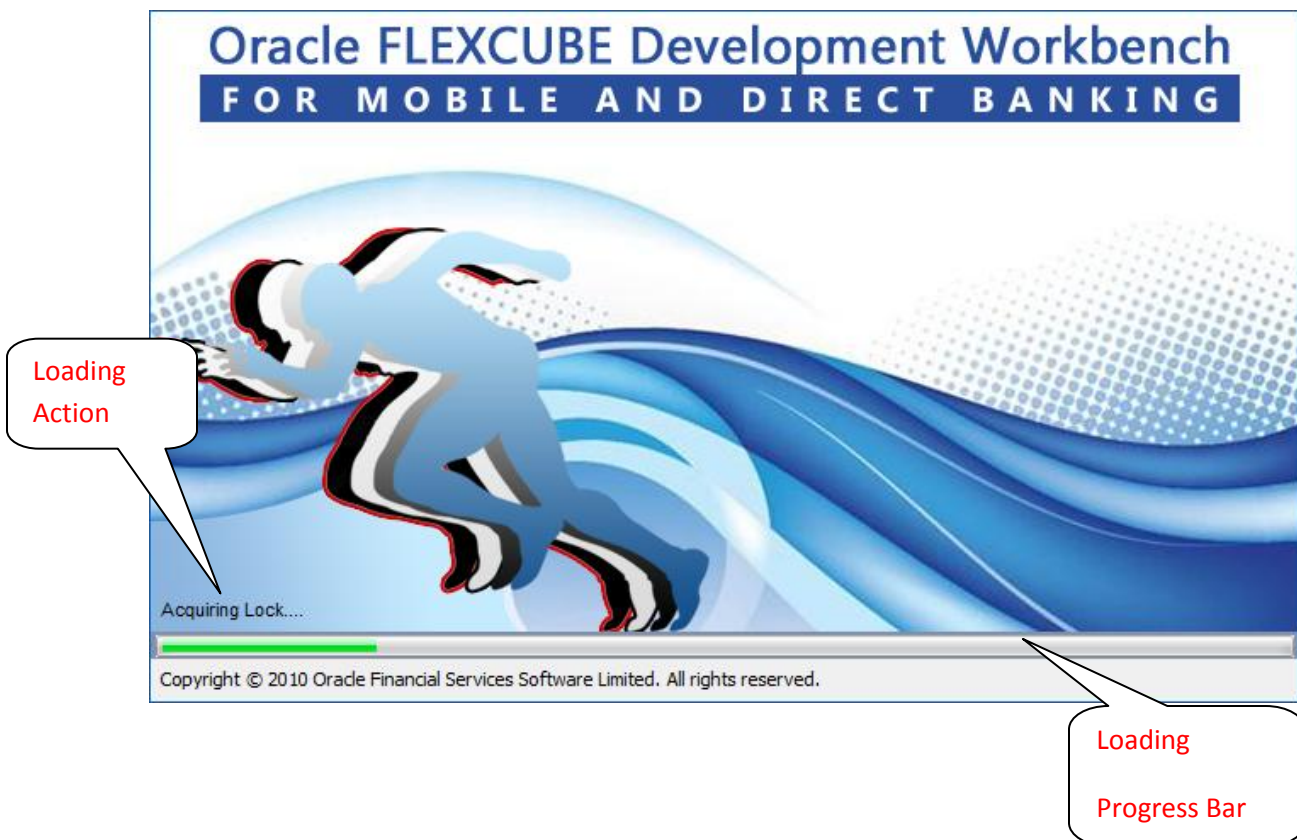 Oracle FLEXCUBE Development Workbench
FOR MOBILE AND DIRECT BANKING
Loading
Action
Acquiring Lock....
Copyright © 2010 Oracle Financial Services Software Limited. All rights reserved.
Loading
Progress Bar